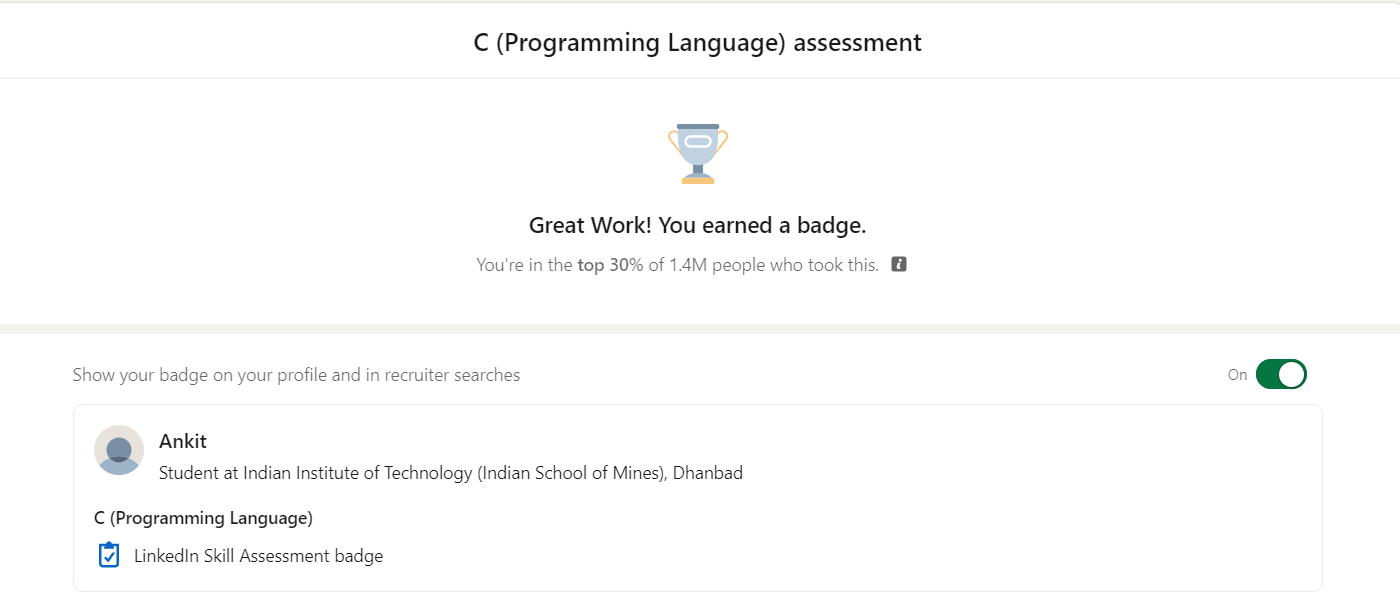 C (Programming Language) assessment
Great Work! You earned a badge.
You're in the top 30% of 1.4M people who took this.
Show your badge on your profile and in recruiter searches
On
Ankit
Student at Indian Institute of Technology (Indian School of Mines), Dhanbad
C (Programming Language)
LinkedIn Skill Assessment badge